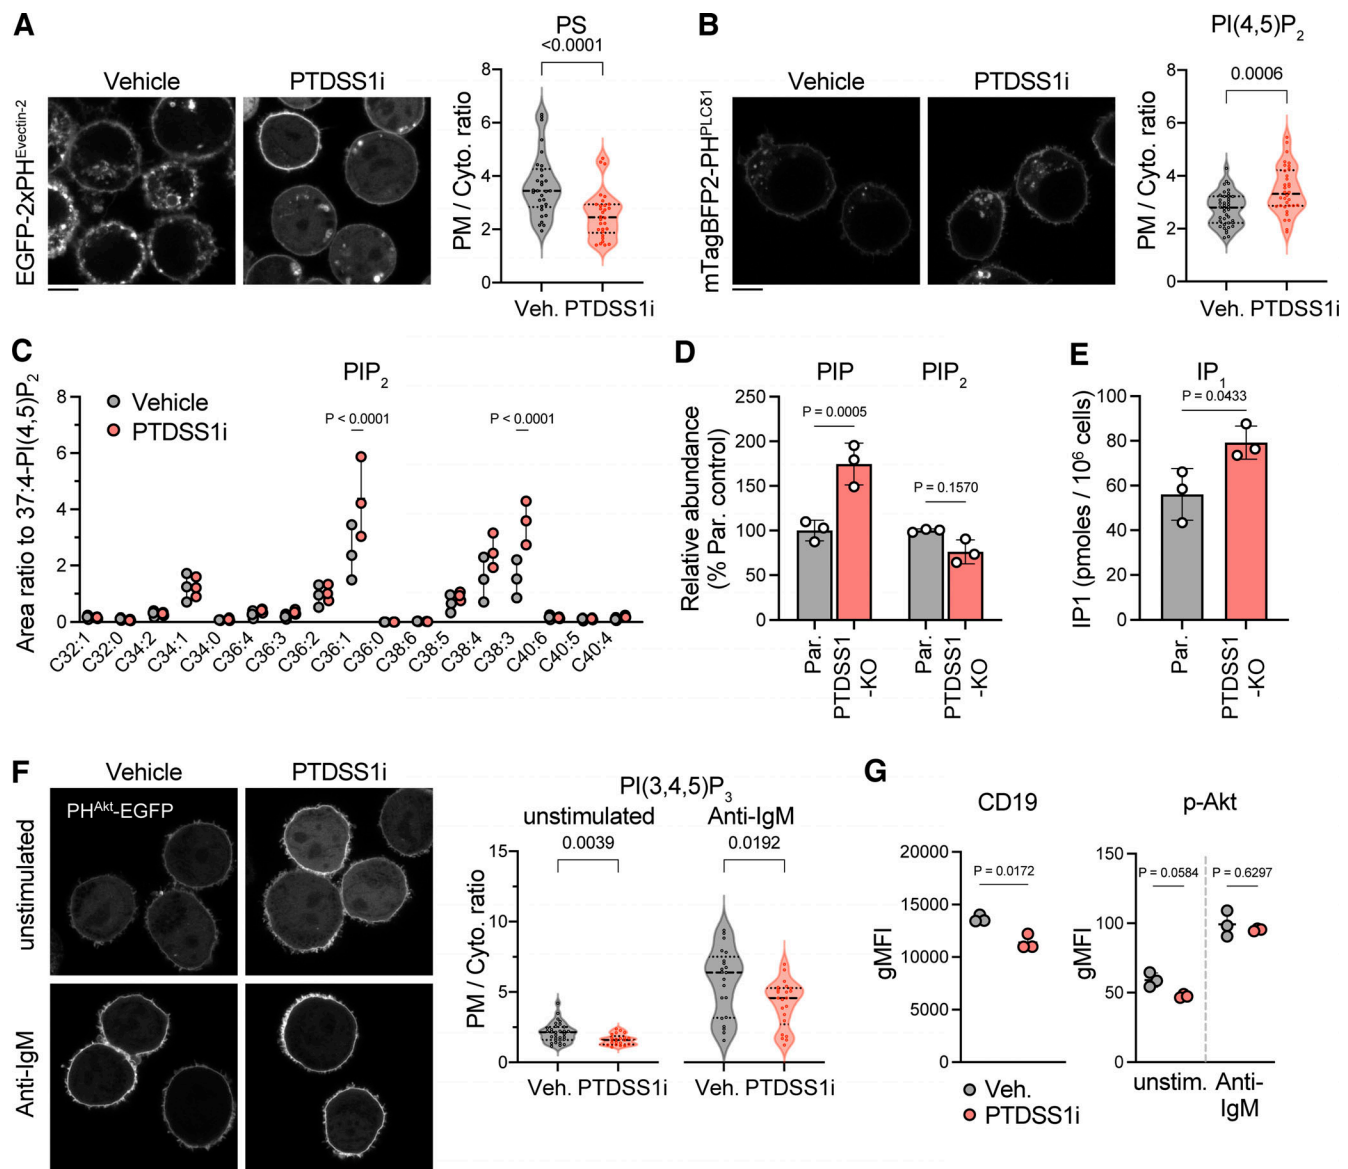 A
EGFP-2xPH^Evectin-2
Vehicle
PTDSS1i
PS
<0.0001
PM / Cyto. ratio
8
6
4
2
0
Veh. PTDSS1i
B
mTagBFP2-PH^PLCδ1
Vehicle
PTDSS1i
PI(4,5)P₂
0.0006
PM / Cyto. ratio
8
6
4
2
0
Veh. PTDSS1i
C
PIP₂
Area ratio to 37:4-PI(4,5)P₂
Vehicle
PTDSS1i
P < 0.0001
P < 0.0001
8
6
4
2
0
C32:1
C32:0
C34:2
C34:1
C34:0
C36:4
C36:3
C36:2
C36:1
C36:0
C38:6
C38:5
C38:4
C38:3
C40:6
C40:5
C40:4
D
PIP
PIP₂
Relative abundance
(% Par. control)
250
200
150
100
50
0
P = 0.0005
P = 0.1570
Par.
PTDSS1
-KO
Par.
PTDSS1
-KO
E
IP₁
P = 0.0433
IP1 (pmoles / 10⁶ cells)
100
80
60
40
20
0
Par.
PTDSS1
-KO
F
Vehicle
PTDSS1i
PH^Akt-EGFP
unstimulated
Anti-IgM
PI(3,4,5)P₃
unstimulated
Anti-IgM
0.0039
0.0192
PM / Cyto. ratio
15
10
5
0
Veh. PTDSS1i
Veh. PTDSS1i
G
CD19
p-Akt
gMFI
20000
15000
10000
5000
0
P = 0.0172
gMFI
150
100
50
0
P = 0.0584
P = 0.6297
unstim.
Anti-
IgM
Veh.
PTDSS1i